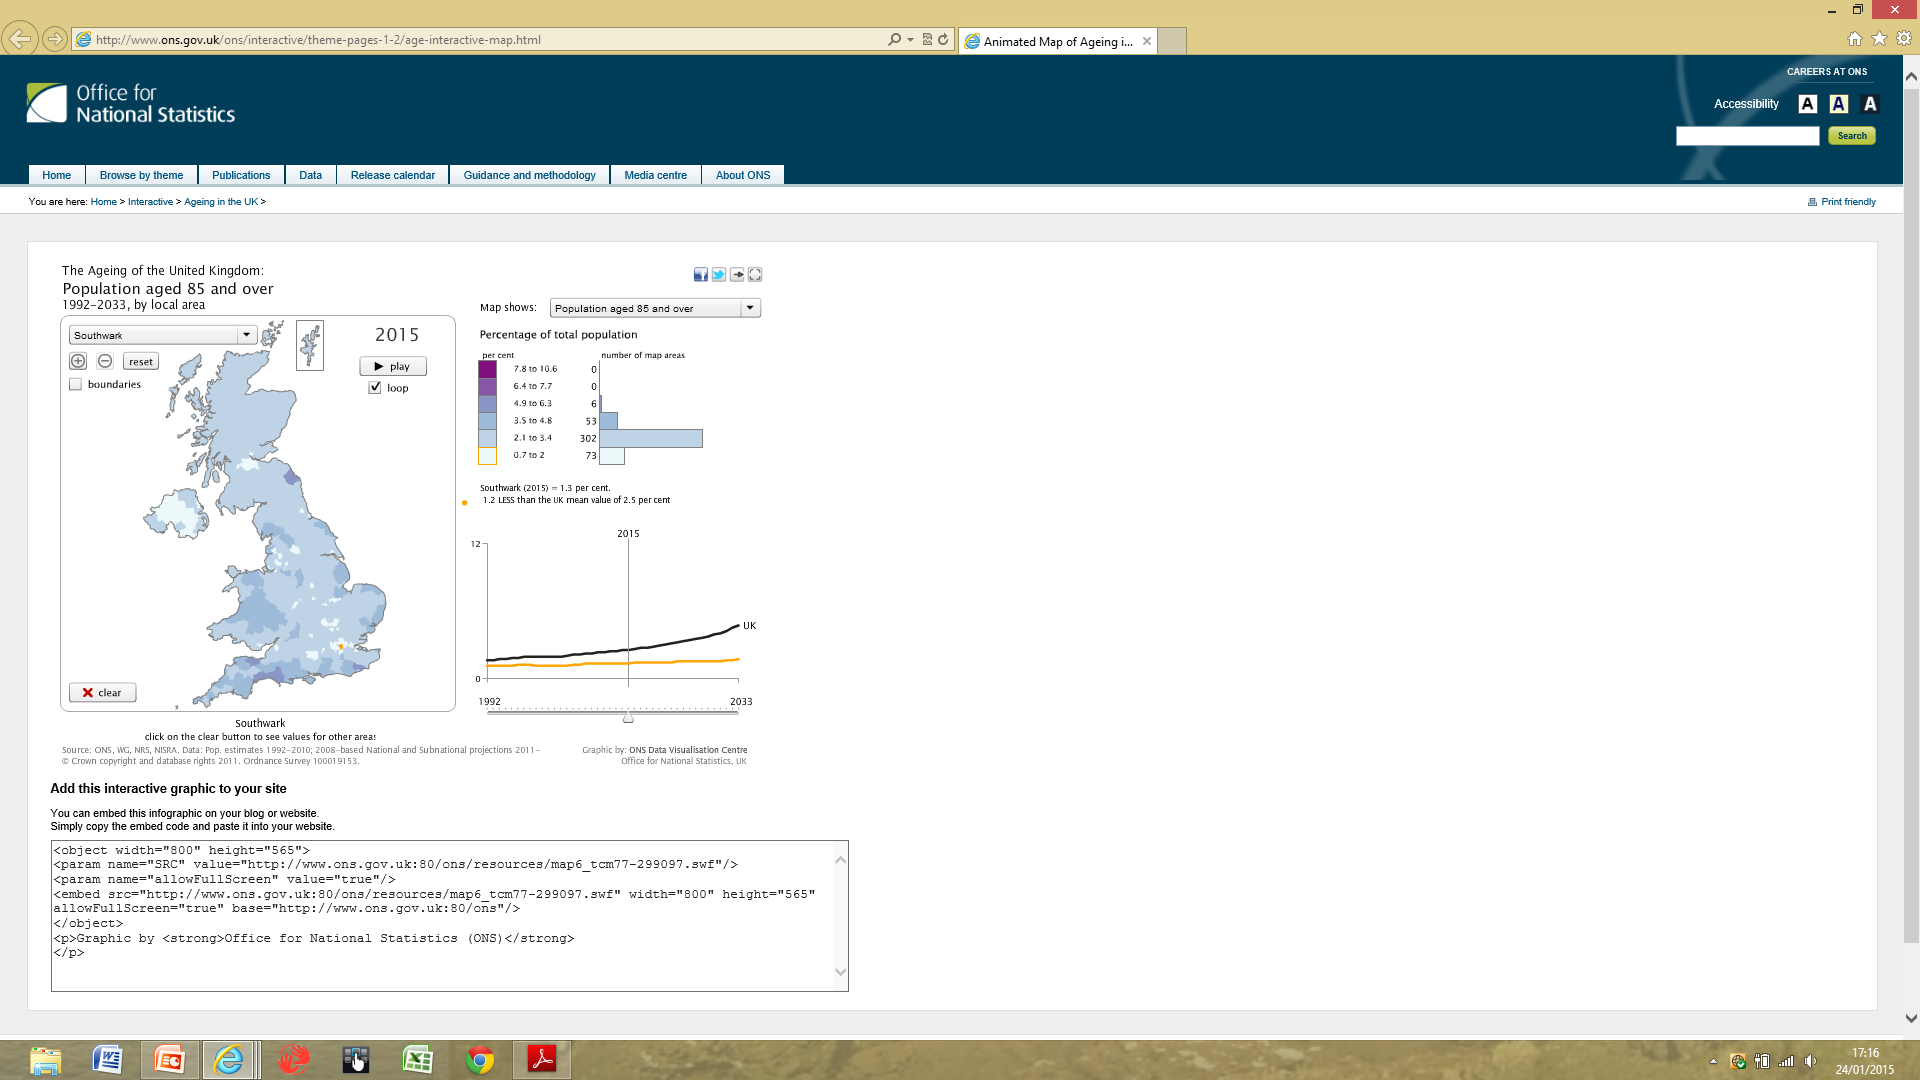 http://www.ons.gov.uk/ons/interactive/theme-pages-1-2/age-interactive-map.html
Animated Map of Ageing i...
CAREERS AT ONS
Office for
National Statistics
Accessibility A A A
Search
Home Browse by theme Publications Data Release calendar Guidance and methodology Media centre About ONS
You are here: Home > Interactive > Ageing in the UK >
Print friendly
The Ageing of the United Kingdom:
Population aged 85 and over
1992-2033, by local area
Southwark
2015
reset
play
boundaries
loop
clear
Southwark
click on the clear button to see values for other areas
Map shows: Population aged 85 and over
Percentage of total population
per cent number of map areas
7.8 to 10.6 0
6.4 to 7.7 0
4.9 to 6.3 6
3.5 to 4.8 53
2.1 to 3.4 302
0.7 to 2 73
Southwark (2015) = 1.3 per cent.
1.2 LESS than the UK mean value of 2.5 per cent
2015
12
UK
0
1992 2033
Source: ONS, WG, NRS, NISRA. Data: Pop. estimates 1992-2010; 2008-based National and Subnational projections 2011-
© Crown copyright and database rights 2011. Ordnance Survey 100019153.
Graphic by: ONS Data Visualisation Centre
Office for National Statistics, UK
Add this interactive graphic to your site
You can embed this infographic on your blog or website.
Simply copy the embed code and paste it into your website.
<object width="800" height="565">
<param name="SRC" value="http://www.ons.gov.uk:80/ons/resources/map6_tcm77-299097.swf"/>
<param name="allowFullScreen" value="true"/>
<embed src="http://www.ons.gov.uk:80/ons/resources/map6_tcm77-299097.swf" width="800" height="565"
allowFullScreen="true" base="http://www.ons.gov.uk:80/ons"/>
</object>
<p>Graphic by <strong>Office for National Statistics (ONS)</strong>
</p>
17:16
24/01/2015